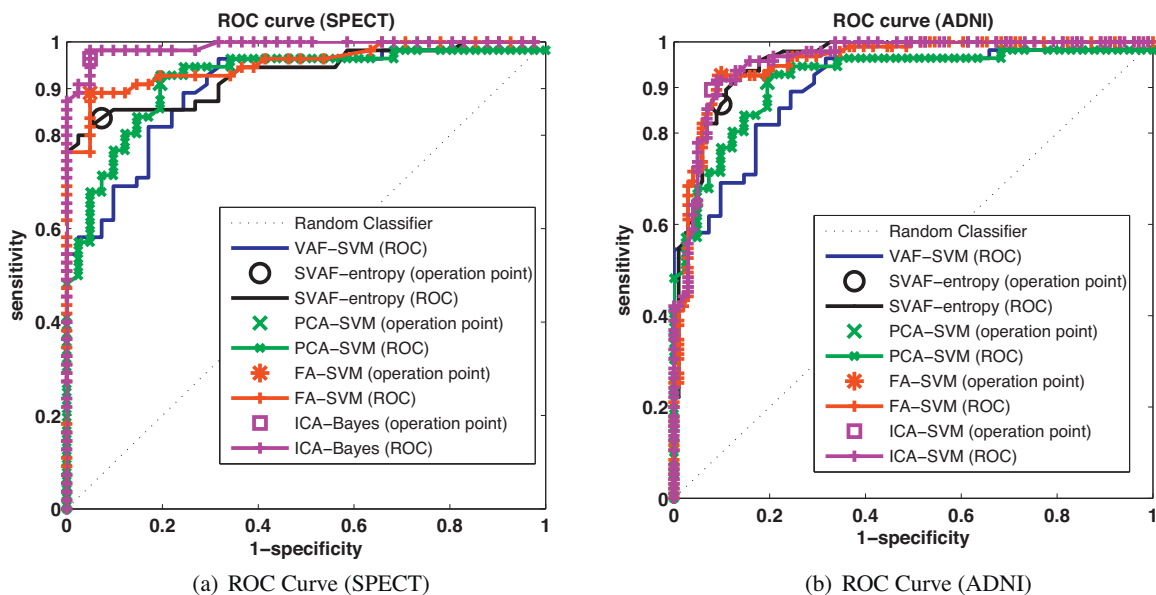 ROC curve (SPECT)
1
0.9
0.8
0.6
0.4
0.2
0
sensitivity
Random Classifier
VAF−SVM (ROC)
SVAF−entropy (operation point)
SVAF−entropy (ROC)
PCA−SVM (operation point)
PCA−SVM (ROC)
FA−SVM (operation point)
FA−SVM (ROC)
ICA−Bayes (operation point)
ICA−Bayes (ROC)
0 0.2 0.4 0.6 0.8 1
1−specificity
(a) ROC Curve (SPECT)
ROC curve (ADNI)
1
0.9
0.8
0.6
0.4
0.2
0
sensitivity
Random Classifier
VAF−SVM (ROC)
SVAF−entropy (operation point)
SVAF−entropy (ROC)
PCA−SVM (operation point)
PCA−SVM (ROC)
FA−SVM (operation point)
FA−SVM (ROC)
ICA−SVM (operation point)
ICA−SVM (ROC)
0 0.2 0.4 0.6 0.8 1
1−specificity
(b) ROC Curve (ADNI)